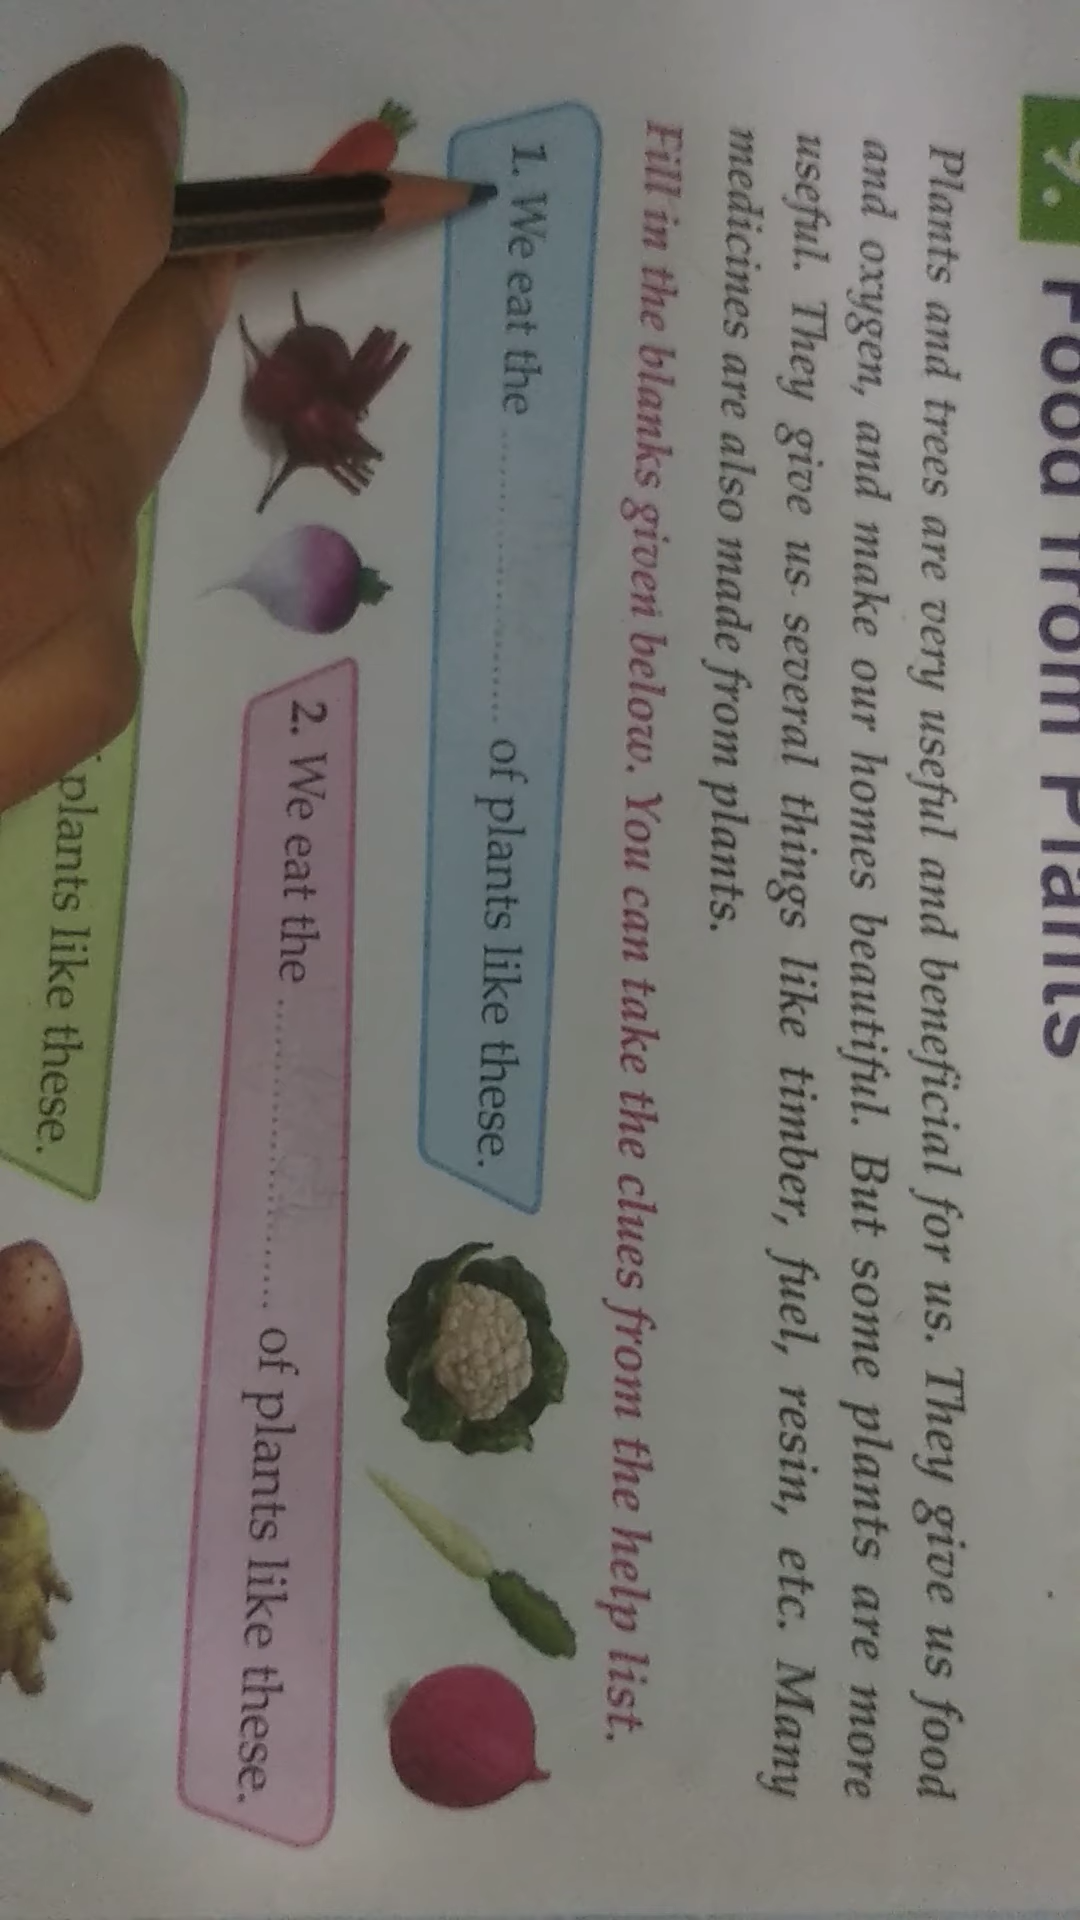 9. Food from Plants
Plants and trees are very useful and beneficial for us. They give us food
and oxygen, and make our homes beautiful. But some plants are more
useful. They give us several things like timber, fuel, resin, etc. Many
medicines are also made from plants.
Fill in the blanks given below. You can take the clues from the help list.
1. We eat the ........................ of plants like these.
2. We eat the ........................ of plants like these.
plants like these.